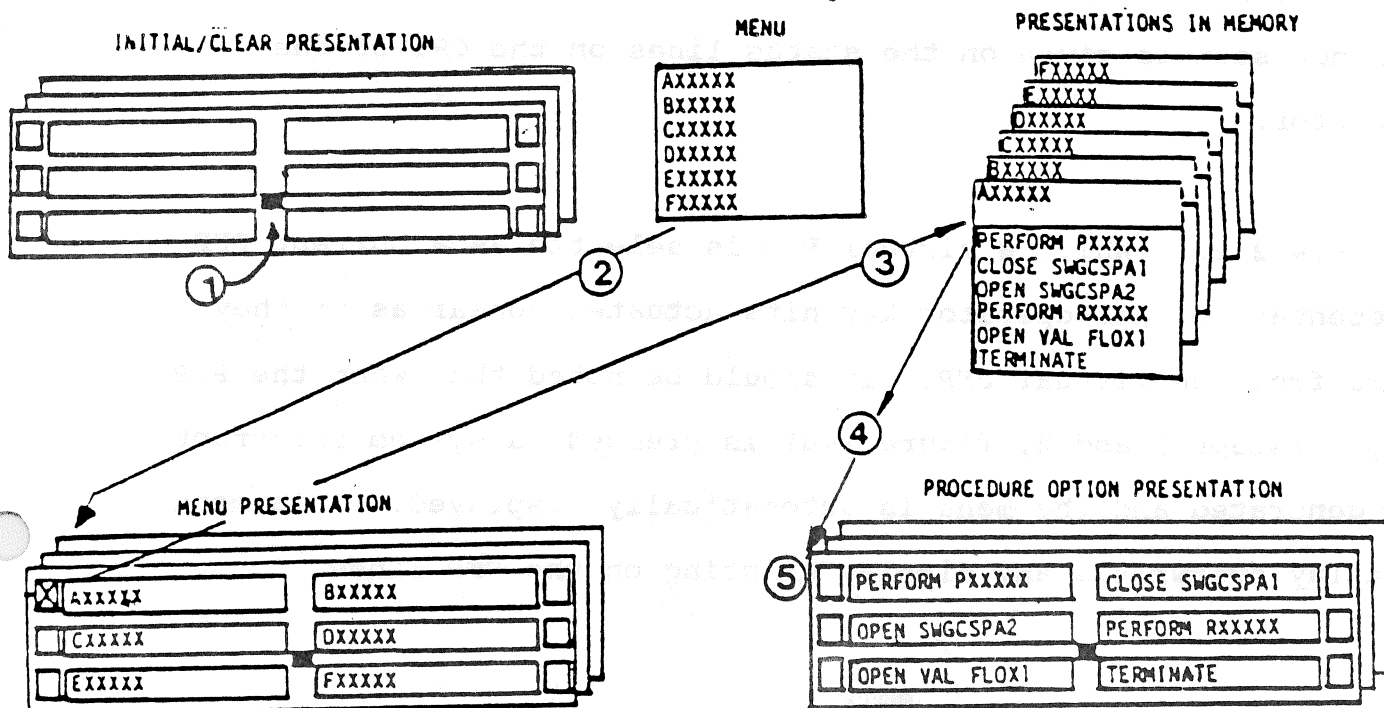 INITIAL/CLEAR PRESENTATION
MENU
PRESENTATIONS IN MEMORY
AXXXXX
BXXXXX
CXXXXX
DXXXXX
EXXXXX
FXXXXX
FXXXXX
EXXXXX
DXXXXX
CXXXXX
BXXXXX
AXXXXX
PERFORM PXXXXX
CLOSE SWGCSPA1
OPEN SWGCSPA2
PERFORM RXXXXX
OPEN VAL FLOX1
TERMINATE
1
2
3
4
MENU PRESENTATION
AXXXXX BXXXXX
CXXXXX DXXXXX
EXXXXX FXXXXX
PROCEDURE OPTION PRESENTATION
5
PERFORM PXXXXX CLOSE SWGCSPA1
OPEN SWGCSPA2 PERFORM RXXXXX
OPEN VAL FLOX1 TERMINATE